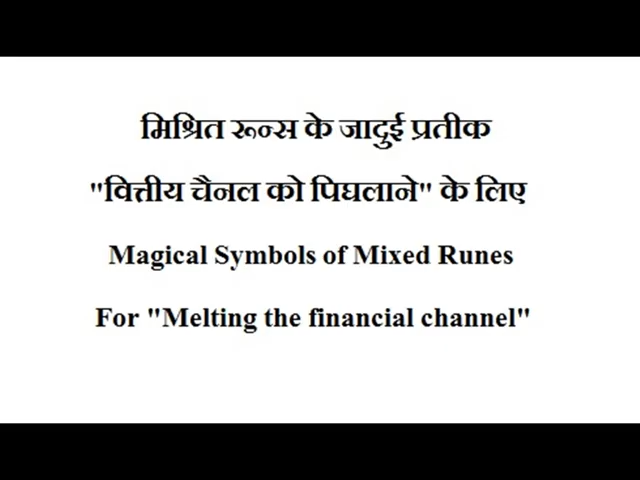 मिश्रित रून्स के जादुई प्रतीक
"वित्तीय चैनल को पिघलाने" के लिए
Magical Symbols of Mixed Runes
For "Melting the financial channel"